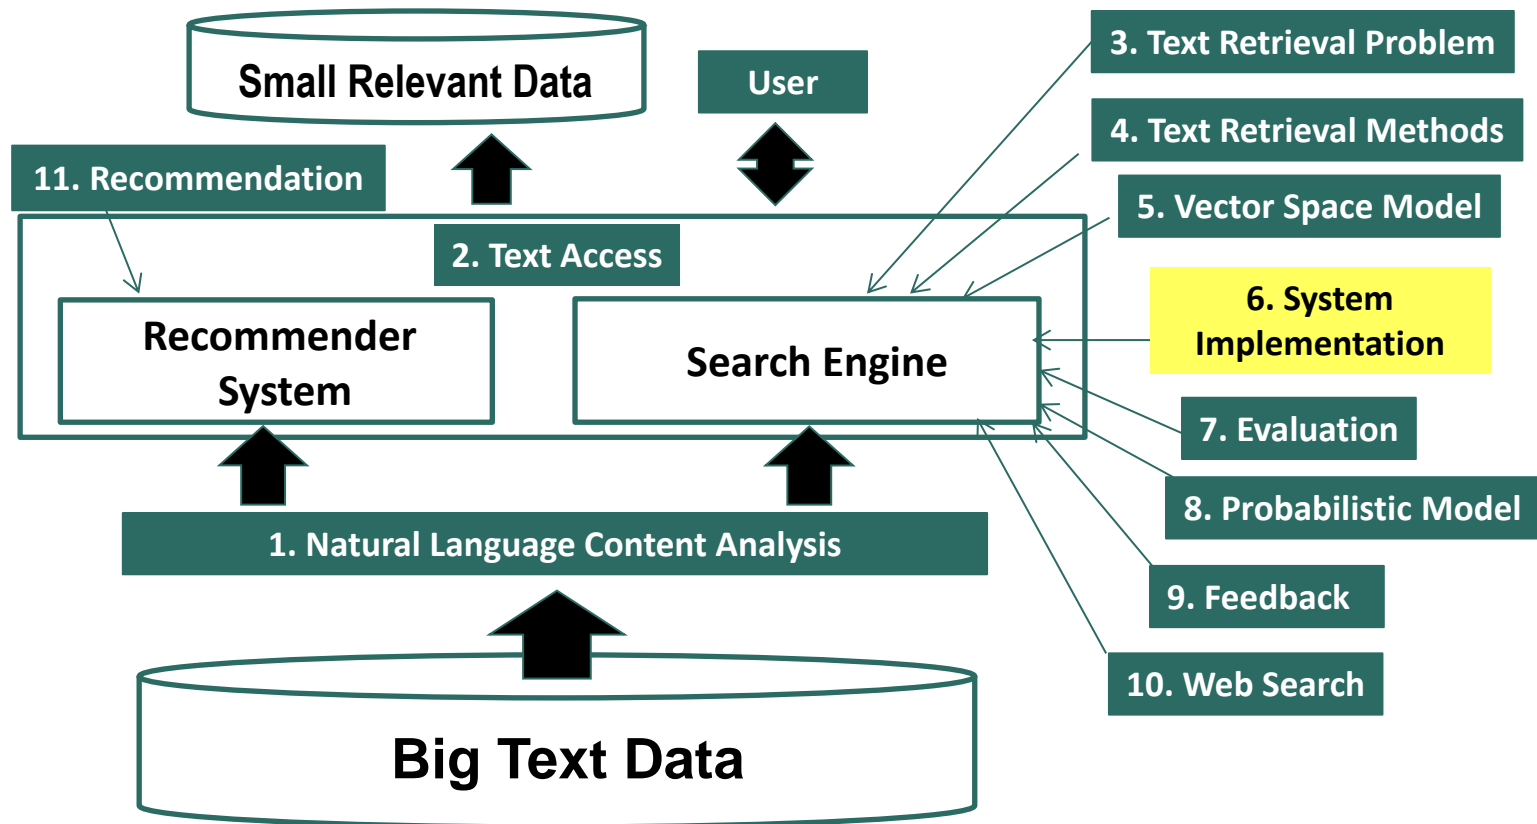 Small Relevant Data
User
3. Text Retrieval Problem
4. Text Retrieval Methods
11. Recommendation
5. Vector Space Model
2. Text Access
6. System
Implementation
Recommender
System
Search Engine
7. Evaluation
8. Probabilistic Model
1. Natural Language Content Analysis
9. Feedback
10. Web Search
Big Text Data